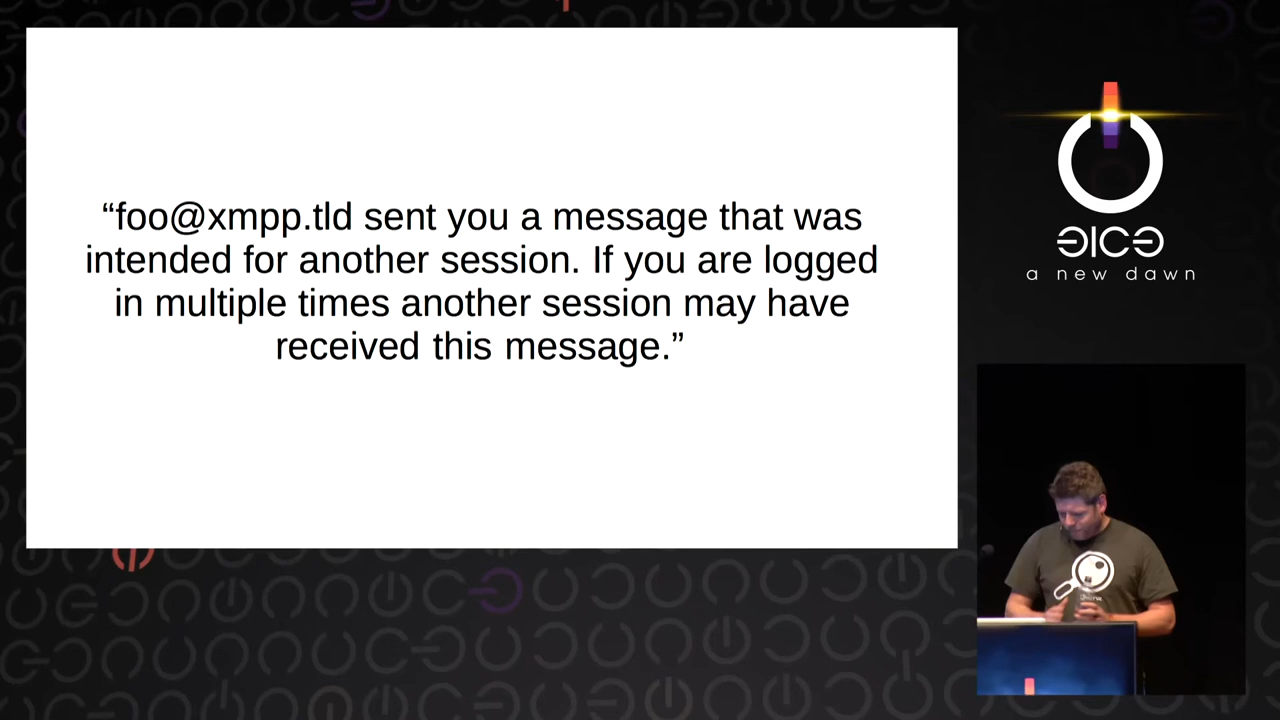 “foo@xmpp.tld sent you a message that was
intended for another session. If you are logged
in multiple times another session may have
received this message.”
a new dawn